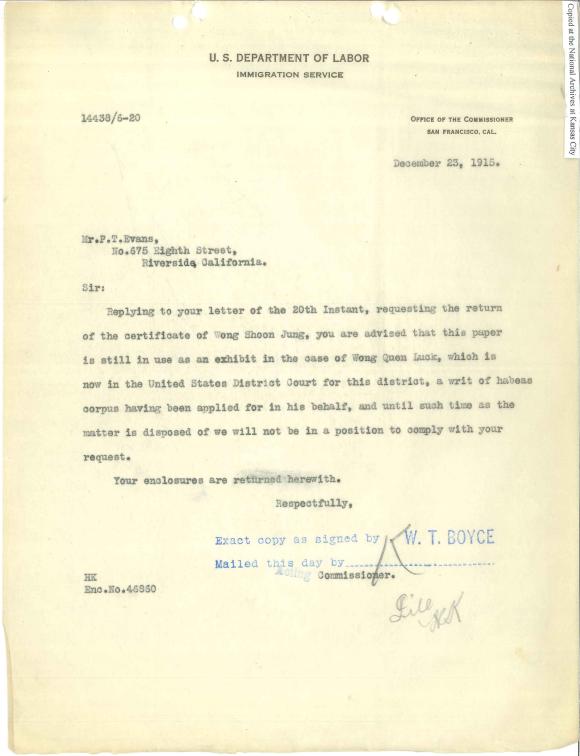 Copied at the National Archives at Kansas City
U. S. DEPARTMENT OF LABOR
IMMIGRATION SERVICE
14438/6-20
OFFICE OF THE COMMISSIONER
SAN FRANCISCO, CAL.
December 23, 1915.
Mr.P.T.Evans,
No.675 Eighth Street,
Riverside, California.
Sir:
Replying to your letter of the 20th Instant, requesting the return
of the certificate of Wong Shoon Jung, you are advised that this paper
is still in use as an exhibit in the case of Wong Quen Luck, which is
now in the United States District Court for this district, a writ of habeas
corpus having been applied for in his behalf, and until such time as the
matter is disposed of we will not be in a position to comply with your
request.
Your enclosures are returned herewith.
Respectfully,
Exact copy as signed by W. T. BOYCE
Mailed this day by
Acting Commissioner.
HK
Enc.No.46860
File
HK